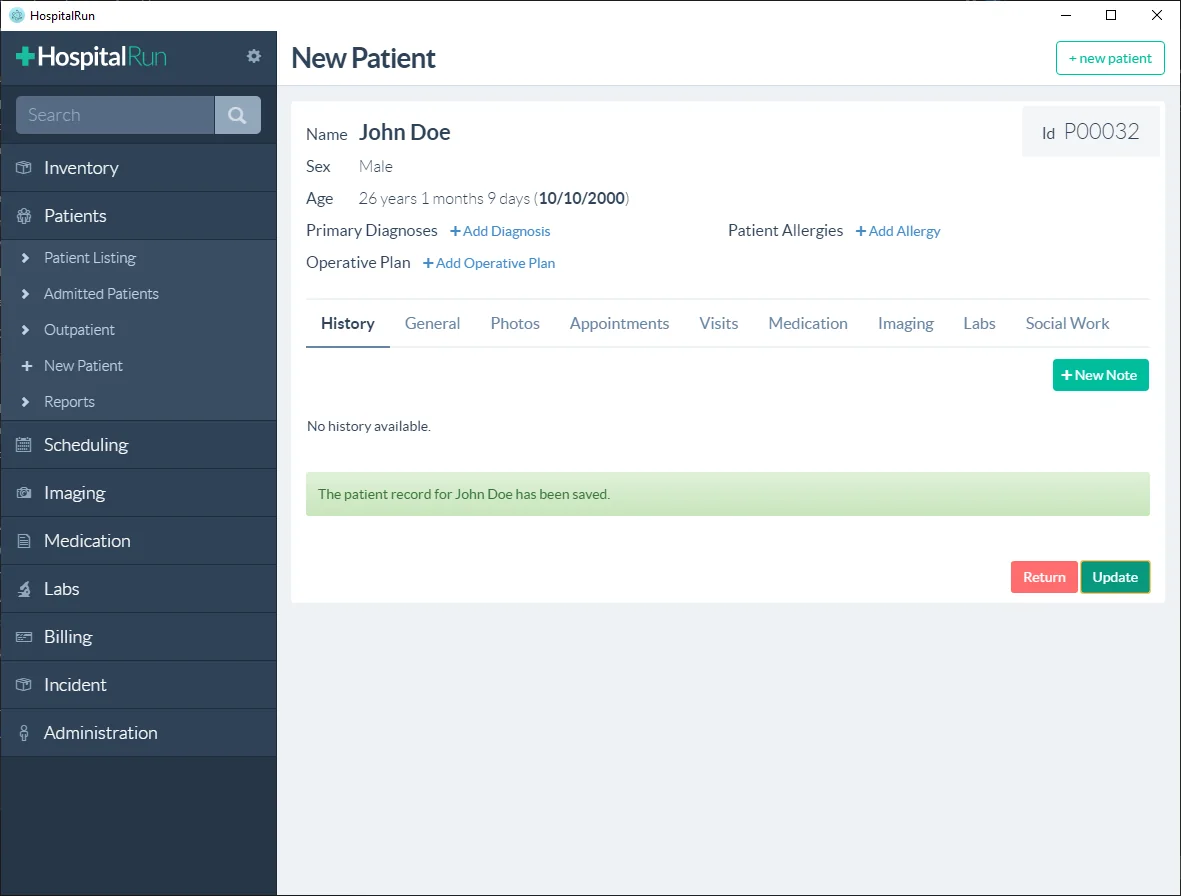 HospitalRun
HospitalRun
Search
Inventory
Patients
Patient Listing
Admitted Patients
Outpatient
New Patient
Reports
Scheduling
Imaging
Medication
Labs
Billing
Incident
Administration
New Patient
+ new patient
Name John Doe
Id P00032
Sex Male
Age 26 years 1 months 9 days (10/10/2000)
Primary Diagnoses + Add Diagnosis
Patient Allergies + Add Allergy
Operative Plan + Add Operative Plan
History General Photos Appointments Visits Medication Imaging Labs Social Work
+ New Note
No history available.
The patient record for John Doe has been saved.
Return Update